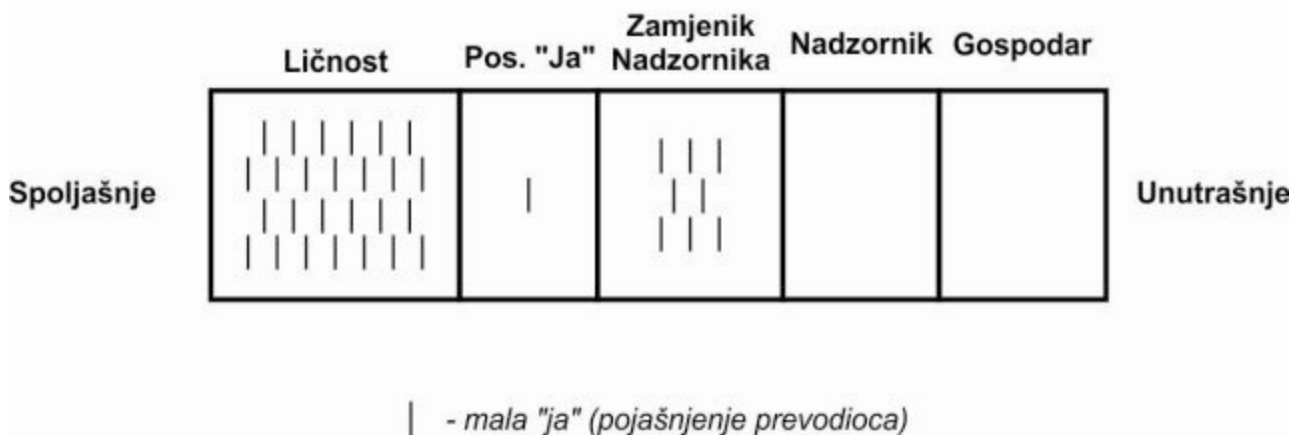 Ličnost
Pos. "Ja"
Zamjenik
Nadzornika
Nadzornik
Gospodar
Spoljašnje
Unutrašnje
| - mala "ja" (pojašnjenje prevodioca)